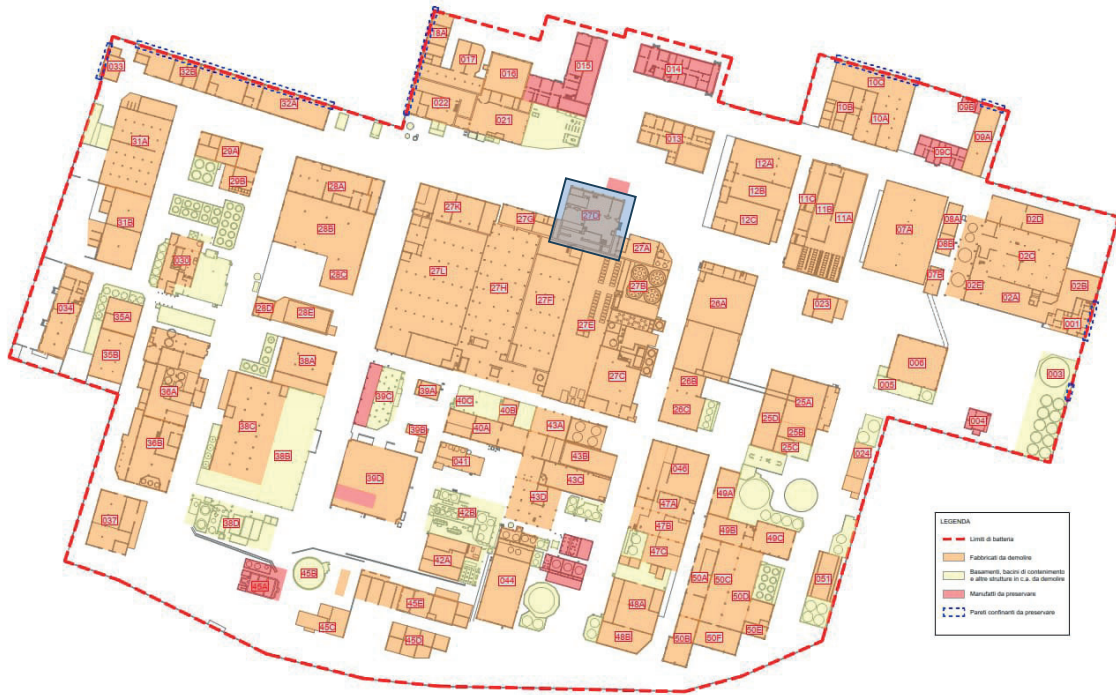 18A
017
016
015
014
033
32B
32A
022
021
10C
10B
10A
09B
09A
09C
013
31A
29A
29B
28A
12A
12B
12C
11C
11B
11A
27K
27G
27D
07A
08A
08B
02D
31B
28B
27A
02C
030
27L
27H
27F
27B
28C
07B
02E
02A
02B
034
35A
28D
28E
26A
023
001
27E
35B
38A
006
003
36A
39C
39A
27C
26B
005
40C
40B
26C
25A
004
38C
40A
43A
25D
25B
36B
38B
39B
041
43B
25C
024
39D
43C
046
49A
43D
47A
037
38D
42B
47B
49B
49C
42A
47C
45A
45B
044
50A
50C
051
45E
48A
50D
45C
45D
48B
50B
50F
50E
LEGENDA
Limiti di batteria
Fabbricati da demolire
Basamenti, bacini di contenimento
e altre strutture in c.a. da demolire
Manufatti da preservare
Pareti confinanti da preservare